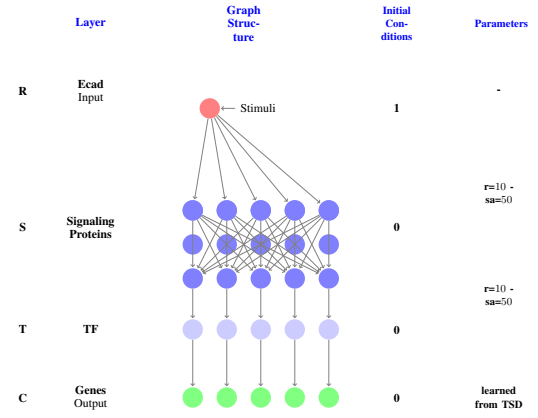 Layer
Graph
Struc-
ture
Initial
Con-
ditions
Parameters
R
Ecad
Input
Stimuli
1
-
r=10 -
sa=50
S
Signaling
Proteins
0
r=10 -
sa=50
T
TF
0
C
Genes
Output
0
learned
from TSD